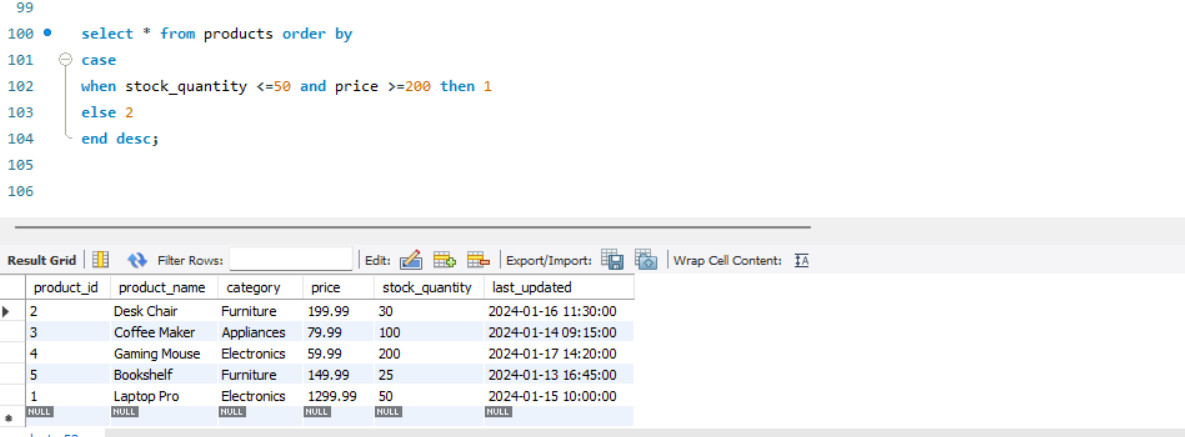 99
100 select * from products order by
101 case
102 when stock_quantity <=50 and price >=200 then 1
103 else 2
104 end desc;
105
106
Result Grid Filter Rows: Edit: Export/Import: Wrap Cell Content: IA
product_id product_name category price stock_quantity last_updated
2 Desk Chair Furniture 199.99 30 2024-01-16 11:30:00
3 Coffee Maker Appliances 79.99 100 2024-01-14 09:15:00
4 Gaming Mouse Electronics 59.99 200 2024-01-17 14:20:00
5 Bookshelf Furniture 149.99 25 2024-01-13 16:45:00
1 Laptop Pro Electronics 1299.99 50 2024-01-15 10:00:00
NULL NULL NULL NULL NULL NULL